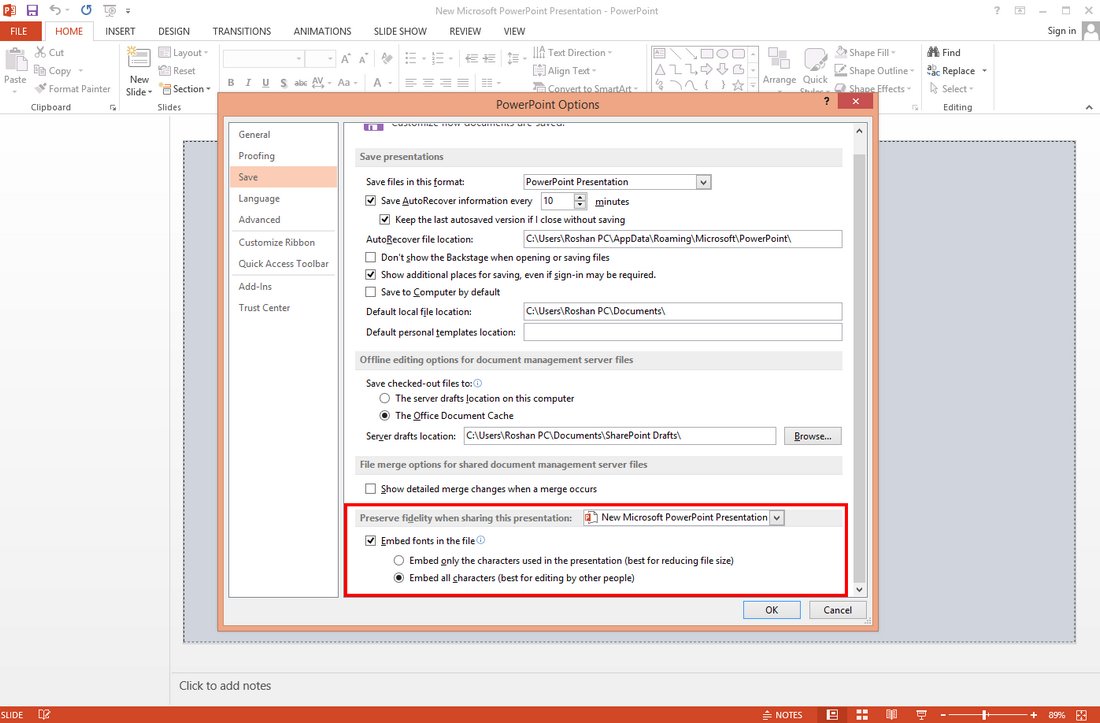 New Microsoft PowerPoint Presentation - PowerPoint
FILE HOME INSERT DESIGN TRANSITIONS ANIMATIONS SLIDE SHOW REVIEW VIEW Sign in
Cut
Copy
Format Painter
Paste
Clipboard
New
Slide
Layout
Reset
Section
Slides
B I U S abc AV Aa A
Text Direction
Align Text
Convert to SmartArt
Arrange
Quick
Shape Fill
Shape Outline
Shape Effects
Find
Replace
Select
Editing
PowerPoint Options
General
Proofing
Save
Language
Advanced
Customize Ribbon
Quick Access Toolbar
Add-Ins
Trust Center
Customize how documents are saved.
Save presentations
Save files in this format: PowerPoint Presentation
Save AutoRecover information every 10 minutes
Keep the last autosaved version if I close without saving
AutoRecover file location: C:\Users\Roshan PC\AppData\Roaming\Microsoft\PowerPoint\
Don't show the Backstage when opening or saving files
Show additional places for saving, even if sign-in may be required.
Save to Computer by default
Default local file location: C:\Users\Roshan PC\Documents\
Default personal templates location:
Offline editing options for document management server files
Save checked-out files to:
The server drafts location on this computer
The Office Document Cache
Server drafts location: C:\Users\Roshan PC\Documents\SharePoint Drafts\ Browse...
File merge options for shared document management server files
Show detailed merge changes when a merge occurs
Preserve fidelity when sharing this presentation: New Microsoft PowerPoint Presentation
Embed fonts in the file
Embed only the characters used in the presentation (best for reducing file size)
Embed all characters (best for editing by other people)
OK Cancel
Click to add notes
SLIDE NOTES 89%